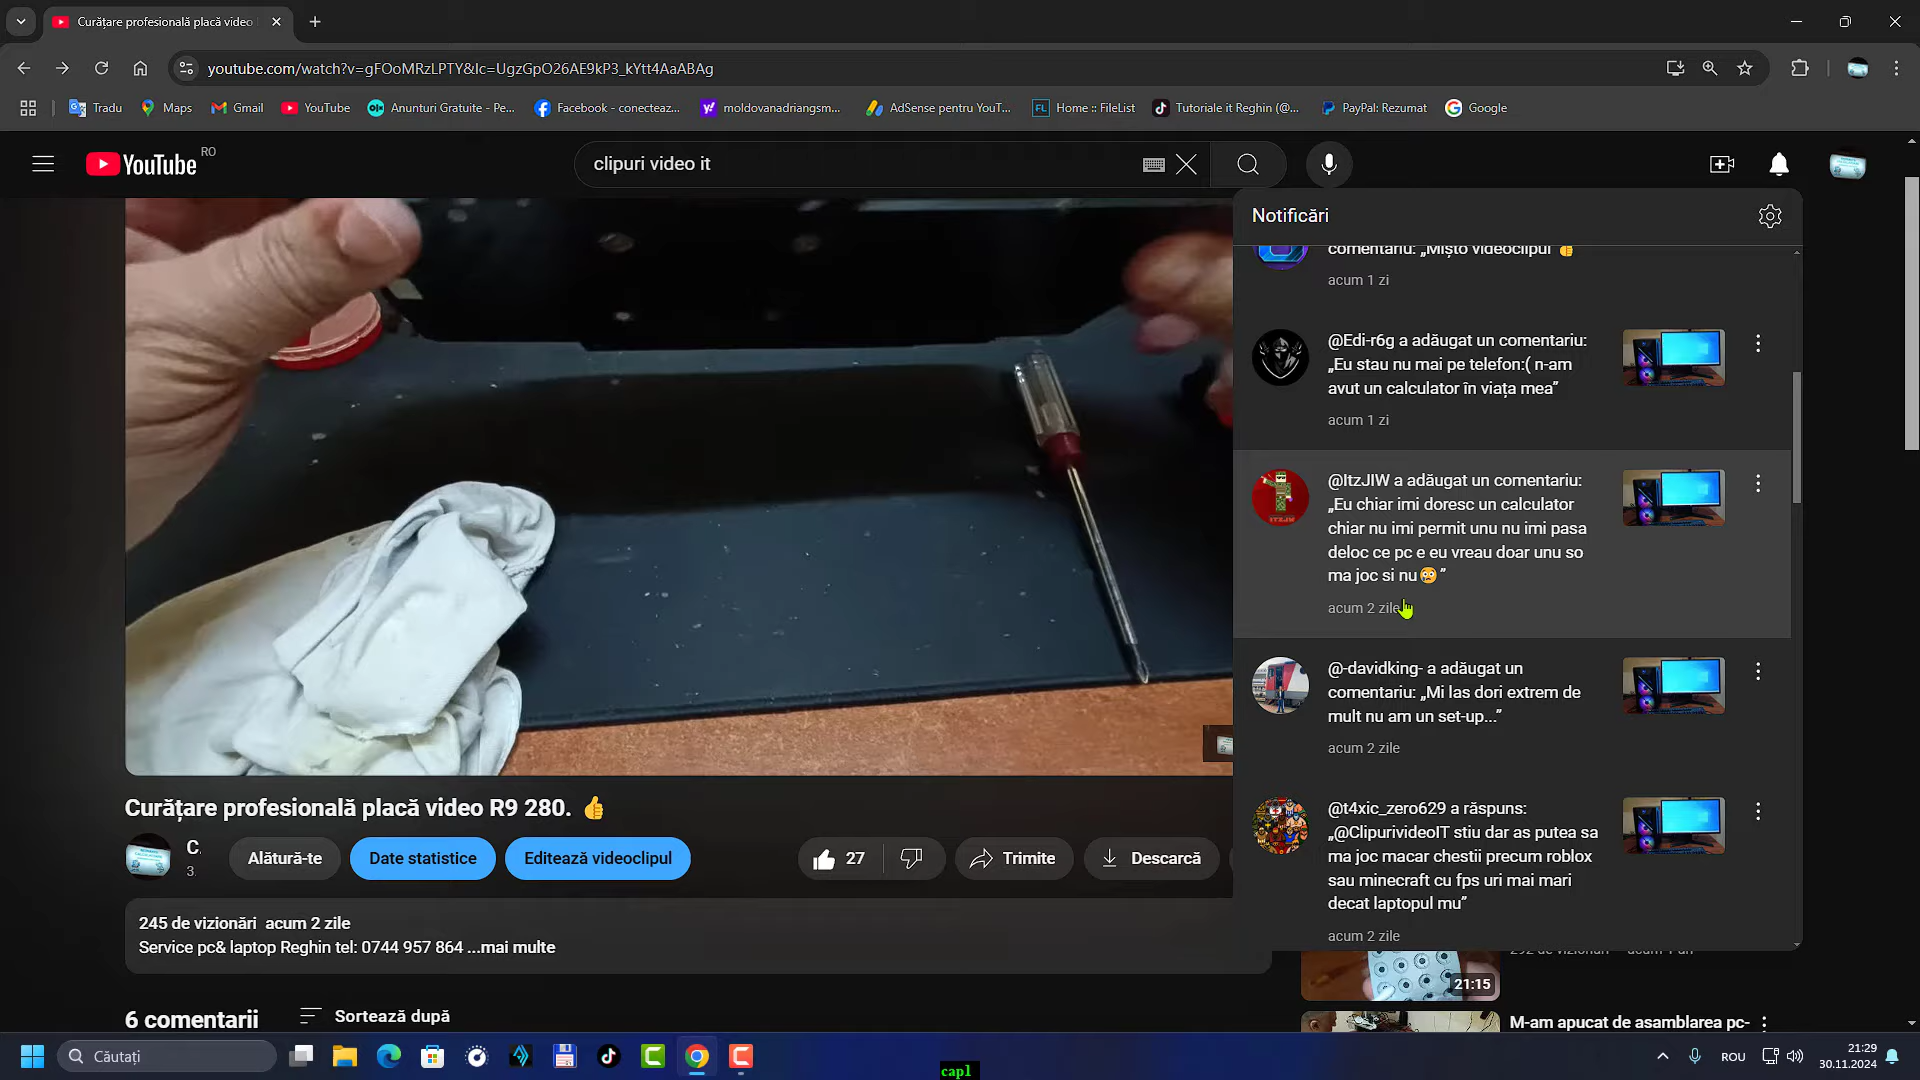 Curățare profesională placă video
youtube.com/watch?v=gFOoMRzLPTY&lc=UgzGpO26AE9kP3_kYtt4AaABAg
Tradu
Maps
Gmail
YouTube
Anunturi Gratuite - Pe...
Facebook - conecteaz...
moldovanadriangsm...
AdSense pentru YouT...
Home :: FileList
Tutoriale it Reghin (@...
PayPal: Rezumat
Google
YouTube RO
clipuri video it
Notificări
comentariu: „Mișto videoclipul 👍
acum 1 zi
@Edi-r6g a adăugat un comentariu:
„Eu stau nu mai pe telefon:( n-am
avut un calculator în viața mea”
acum 1 zi
@ItzJIW a adăugat un comentariu:
„Eu chiar imi doresc un calculator
chiar nu imi permit unu nu imi pasa
deloc ce pc e eu vreau doar unu so
ma joc si nu😢”
acum 2 zile
@-davidking- a adăugat un
comentariu: „Mi las dori extrem de
mult nu am un set-up...”
acum 2 zile
@t4xic_zero629 a răspuns:
„@ClipurivideoIT stiu dar as putea sa
ma joc macar chestii precum roblox
sau minecraft cu fps uri mai mari
decat laptopul mu”
acum 2 zile
Curățare profesională placă video R9 280. 👍
C.
3
Alătură-te
Date statistice
Editează videoclipul
27
Trimite
Descarcă
245 de vizionări acum 2 zile
Service pc& laptop Reghin tel: 0744 957 864 ...mai multe
21:15
6 comentarii
Sortează după
M-am apucat de asamblarea pc-
Căutați
capl
ROU
21:29
30.11.2024